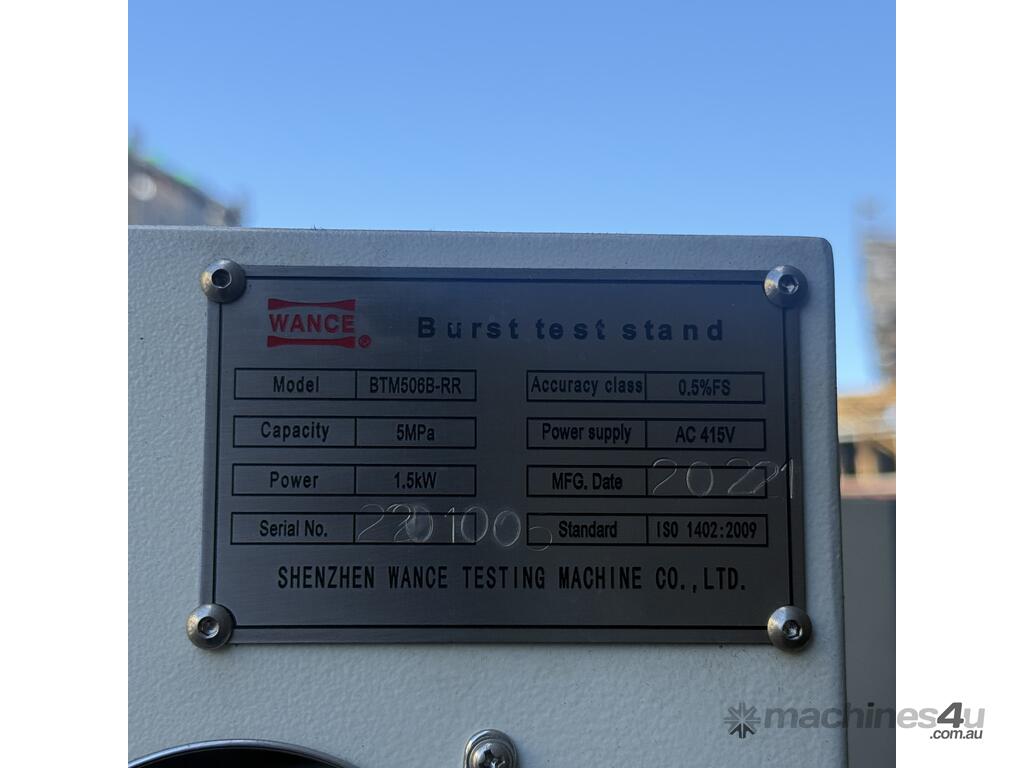 WANCE® Burst test stand
Model BTM506B-RR Accuracy class 0.5%FS
Capacity 5MPa Power supply AC 415V
Power 1.5kW MFG. Date 20221
Serial No. 2201005 Standard ISO 1402:2009
SHENZHEN WANCE TESTING MACHINE CO.,LTD.
machines4u
.com.au